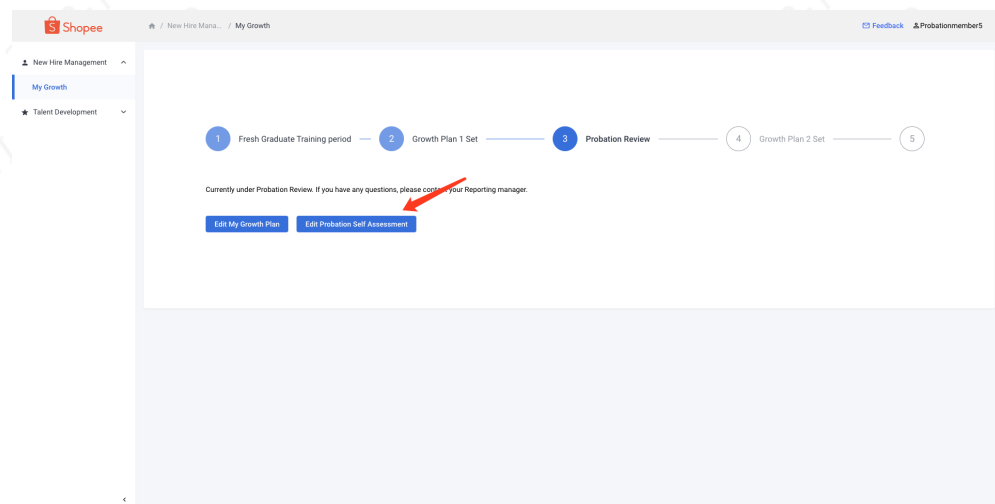 Shopee
/ New Hire Mana... / My Growth
Feedback
Probationmember5
New Hire Management
My Growth
Talent Development
1 Fresh Graduate Training period
2 Growth Plan 1 Set
3 Probation Review
4 Growth Plan 2 Set
5
Currently under Probation Review. If you have any questions, please contact your Reporting manager.
Edit My Growth Plan
Edit Probation Self Assessment